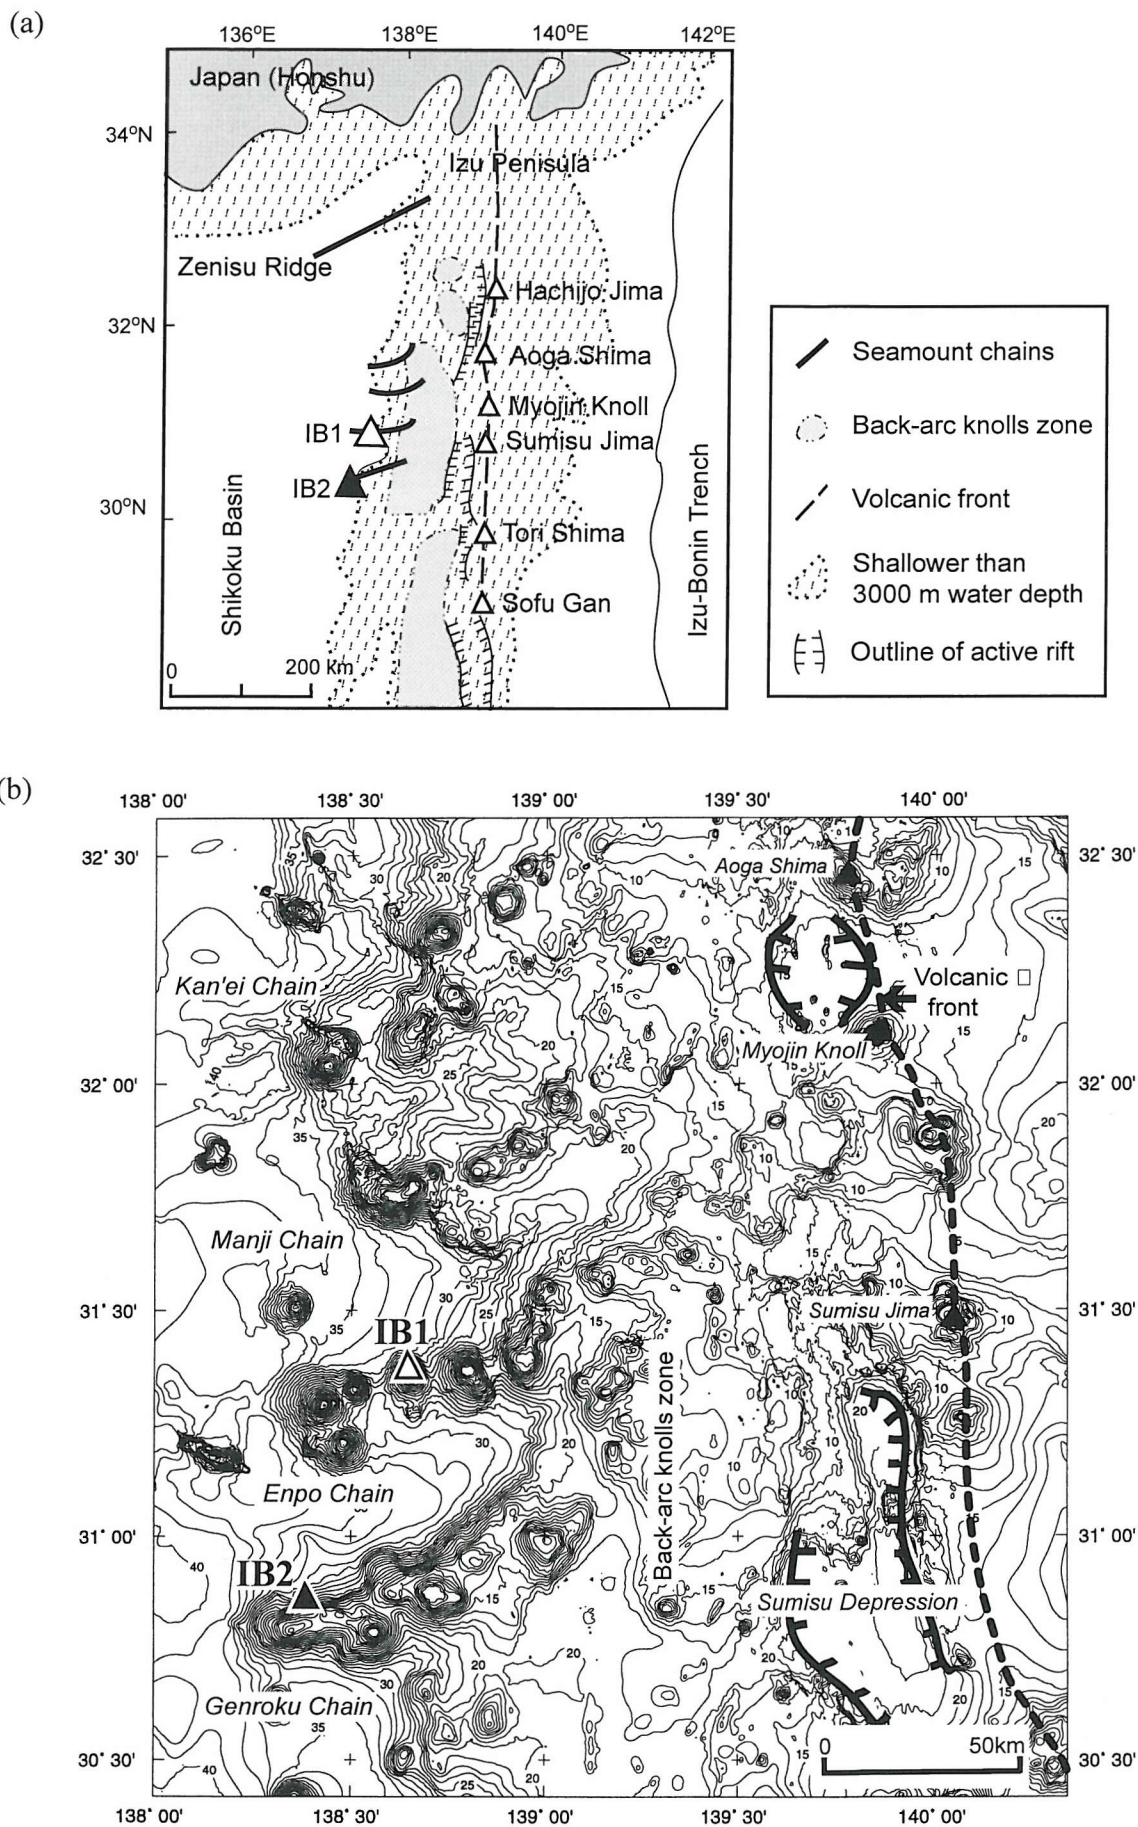 (a)
136°E 138°E 140°E 142°E
Japan (Honshu)
34°N
Izu Penisula
Zenisu Ridge
Hachijo Jima
32°N
Aoga Shima
Myojin Knoll
IB1
Sumisu Jima
IB2
30°N
Tori Shima
Sofu Gan
Shikoku Basin
Izu-Bonin Trench
0 200 km
Seamount chains
Back-arc knolls zone
Volcanic front
Shallower than
3000 m water depth
Outline of active rift
(b)
138° 00' 138° 30' 139° 00' 139° 30' 140° 00'
32° 30' 32° 30'
Aoga Shima
Kan'ei Chain
Volcanic □
front
Myojin Knoll
32° 00' 32° 00'
Manji Chain
31° 30' 31° 30'
Sumisu Jima
IB1
Back-arc knolls zone
Enpo Chain
31° 00' 31° 00'
IB2
Sumisu Depression
Genroku Chain
0 50km
30° 30' 30° 30'
138° 00' 138° 30' 139° 00' 139° 30' 140° 00'